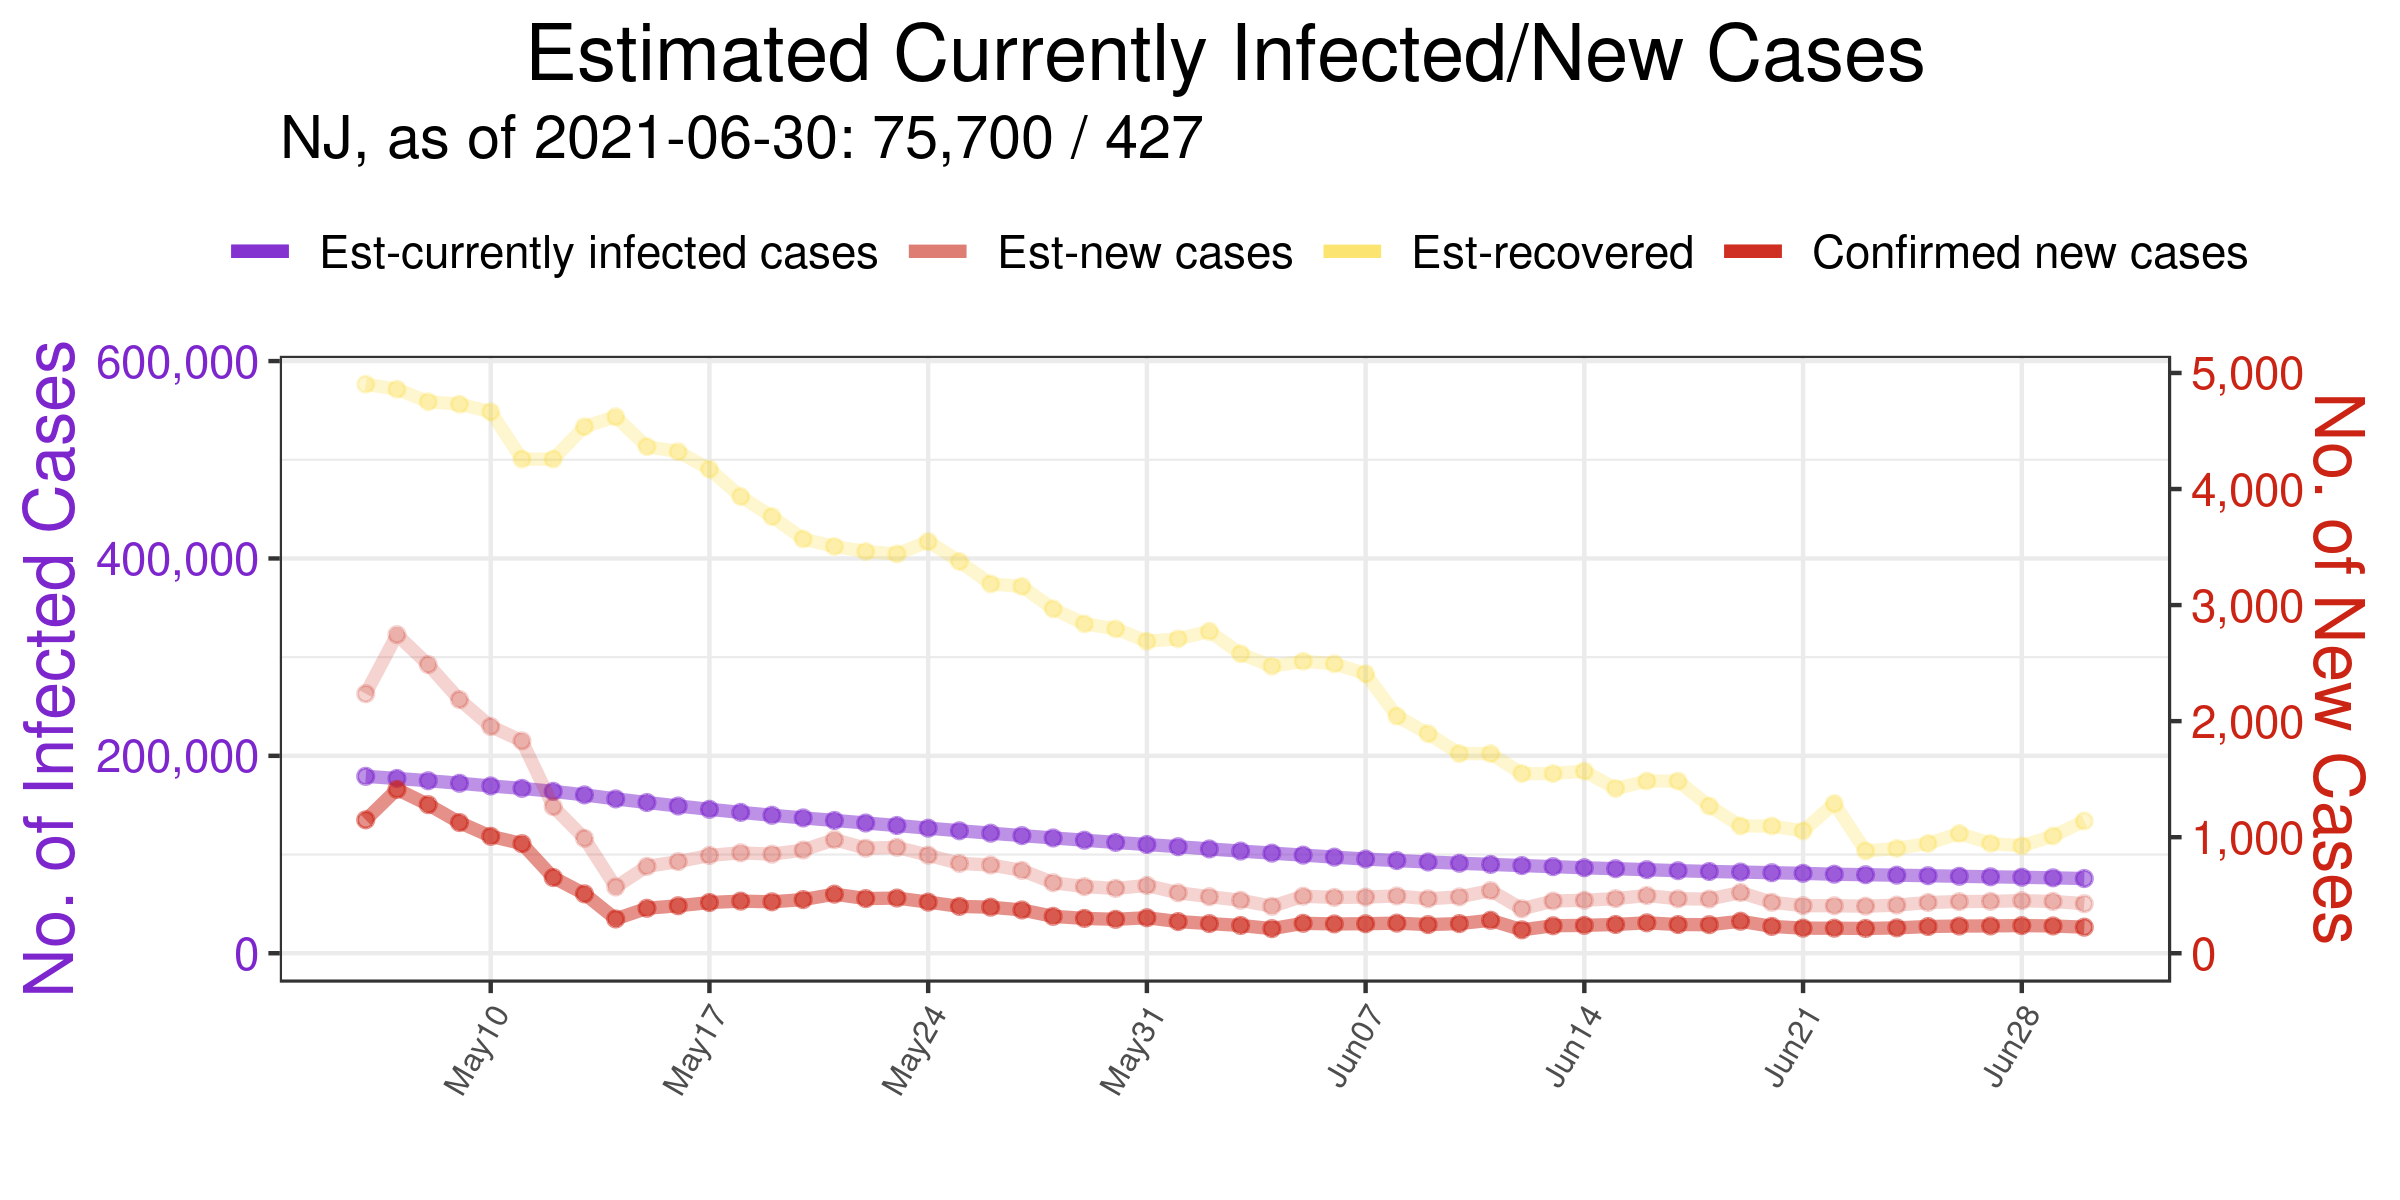 Estimated Currently Infected/New Cases
NJ, as of 2021-06-30: 75,700 / 427
Est-currently infected cases Est-new cases Est-recovered Confirmed new cases
No. of Infected Cases
600,000
400,000
200,000
0
5,000
4,000
3,000
2,000
1,000
0
No. of New Cases
May10 May17 May24 May31 Jun07 Jun14 Jun21 Jun28